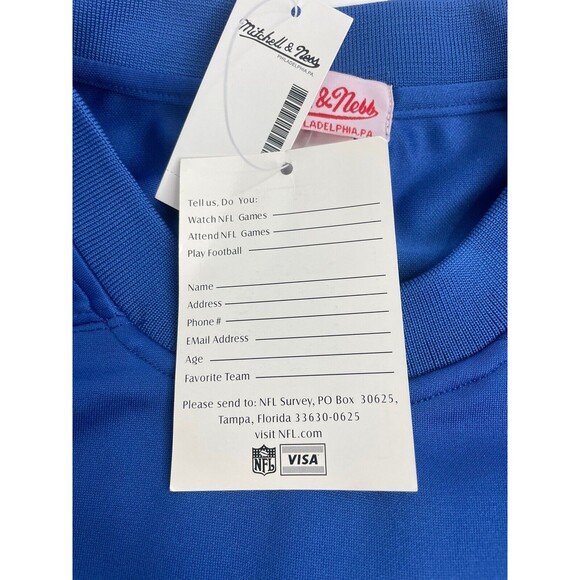 Mitchell & Ness
PHILADELPHIA, PA.
& Ness
LADELPHIA, PA.
Tell us, Do You:
Watch NFL Games
Attend NFL Games
Play Football
Name
Address
Phone #
EMail Address
Age
Favorite Team
Please send to: NFL Survey, PO Box 30625,
Tampa, Florida 33630-0625
visit NFL.com
NFL VISA